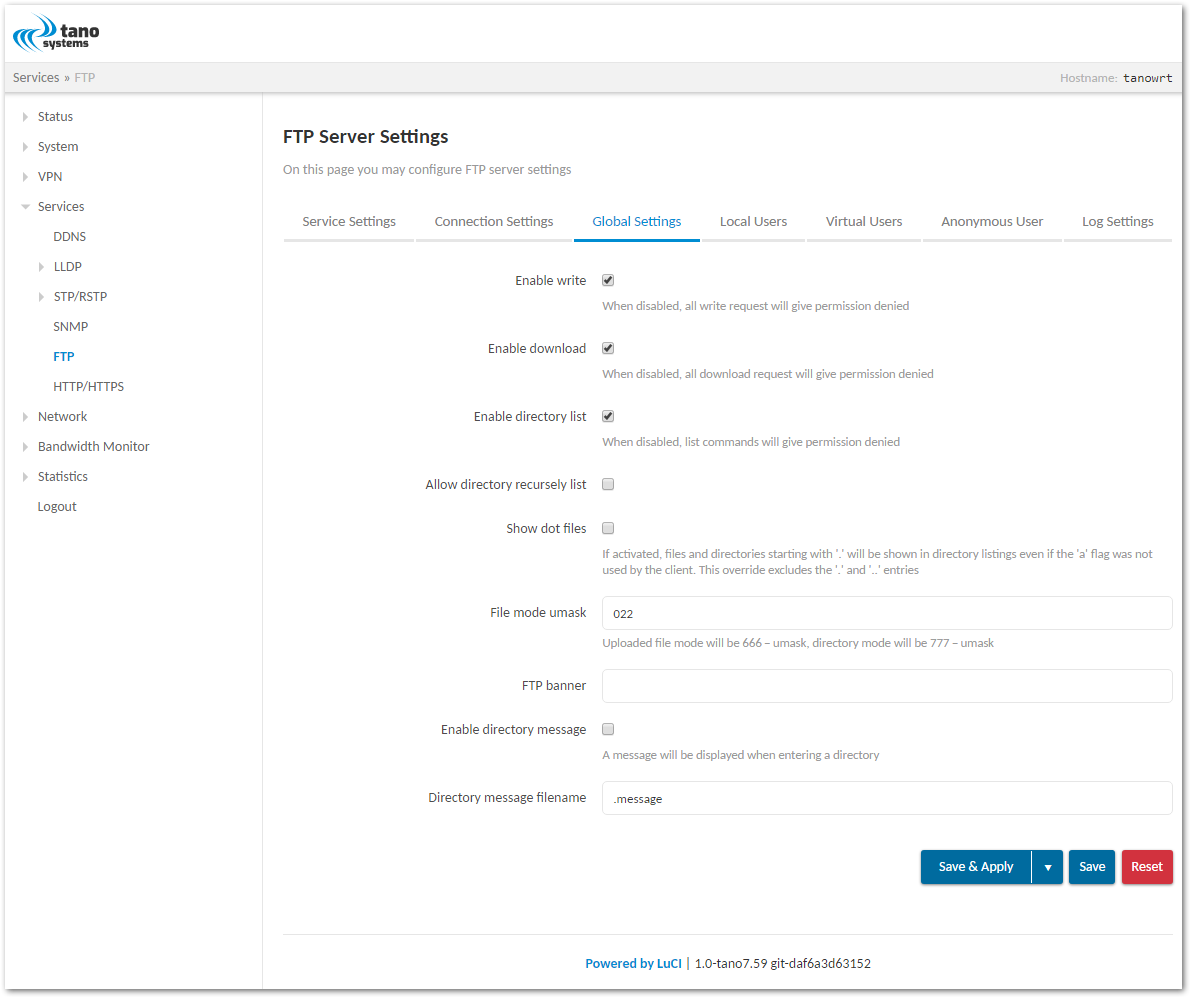 tano
systems
Services » FTP
Hostname: tanowrt
Status
System
VPN
Services
DDNS
LLDP
STP/RSTP
SNMP
FTP
HTTP/HTTPS
Network
Bandwidth Monitor
Statistics
Logout
FTP Server Settings
On this page you may configure FTP server settings
Service Settings Connection Settings Global Settings Local Users Virtual Users Anonymous User Log Settings
Enable write
When disabled, all write request will give permission denied
Enable download
When disabled, all download request will give permission denied
Enable directory list
When disabled, list commands will give permission denied
Allow directory recursely list
Show dot files
If activated, files and directories starting with '.' will be shown in directory listings even if the 'a' flag was not
used by the client. This override excludes the '.' and '..' entries
File mode umask 022
Uploaded file mode will be 666 – umask, directory mode will be 777 – umask
FTP banner
Enable directory message
A message will be displayed when entering a directory
Directory message filename .message
Save & Apply ▼ Save Reset
Powered by LuCI | 1.0-tano7.59 git-daf6a3d63152